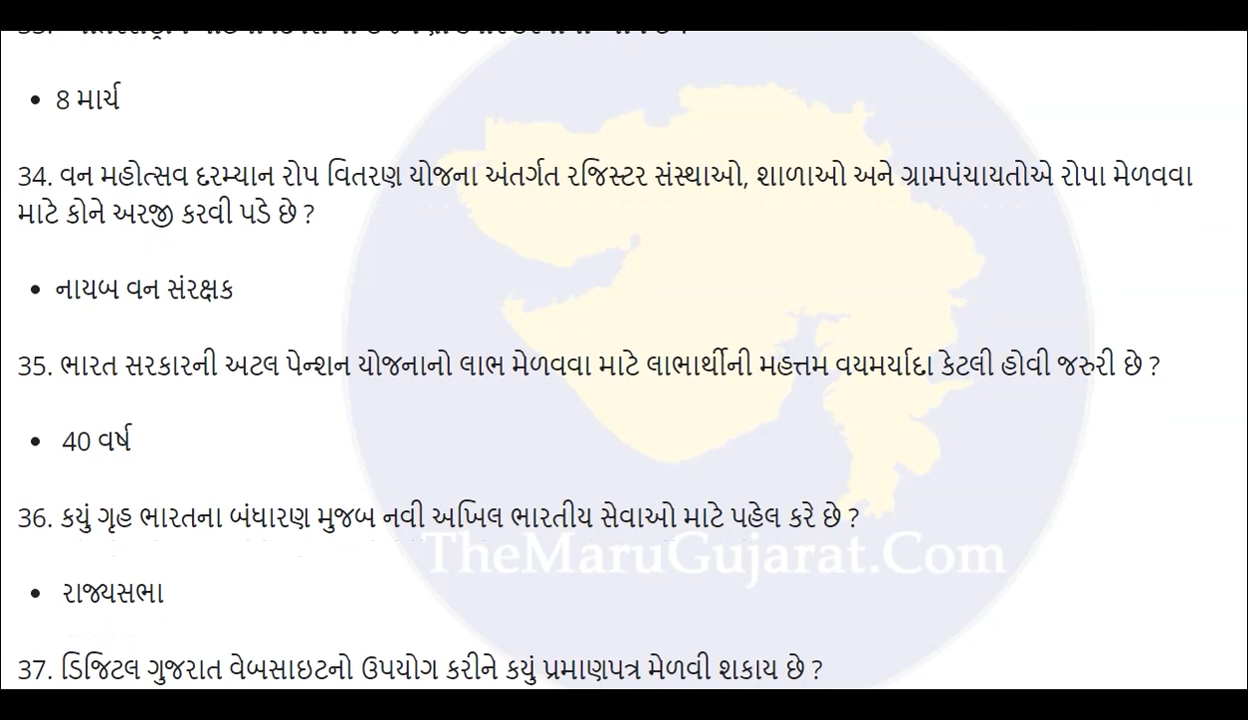 • 8 માર્ચ
34. વન મહોત્સવ દરમ્યાન રોપ વિતરણ યોજના અંતર્ગત રજિસ્ટર સંસ્થાઓ, શાળાઓ અને ગ્રામપંચાયતોએ રોપા મેળવવા
માટે કોને અરજી કરવી પડે છે ?
• નાયબ વન સંરક્ષક
35. ભારત સરકારની અટલ પેન્શન યોજનાનો લાભ મેળવવા માટે લાભાર્થીની મહત્તમ વયમર્યાદા કેટલી હોવી જરુરી છે ?
• 40 વર્ષ
36. કયું ગૃહ ભારતના બંધારણ મુજબ નવી અખિલ ભારતીય સેવાઓ માટે પહેલ કરે છે ?
TheMaruGujarat.Com
• રાજ્યસભા
37. ડિજિટલ ગુજરાત વેબસાઇટનો ઉપયોગ કરીને કયું પ્રમાણપત્ર મેળવી શકાય છે ?